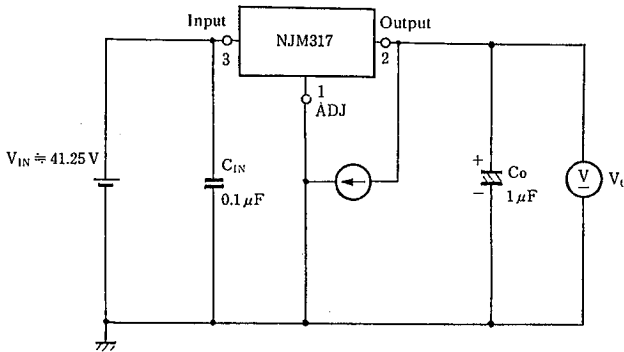 Input
NJM317
Output
3
2
1
ADJ
V_IN ≒ 41.25 V
C_IN
0.1 μF
+
Co
−
1 μF
V